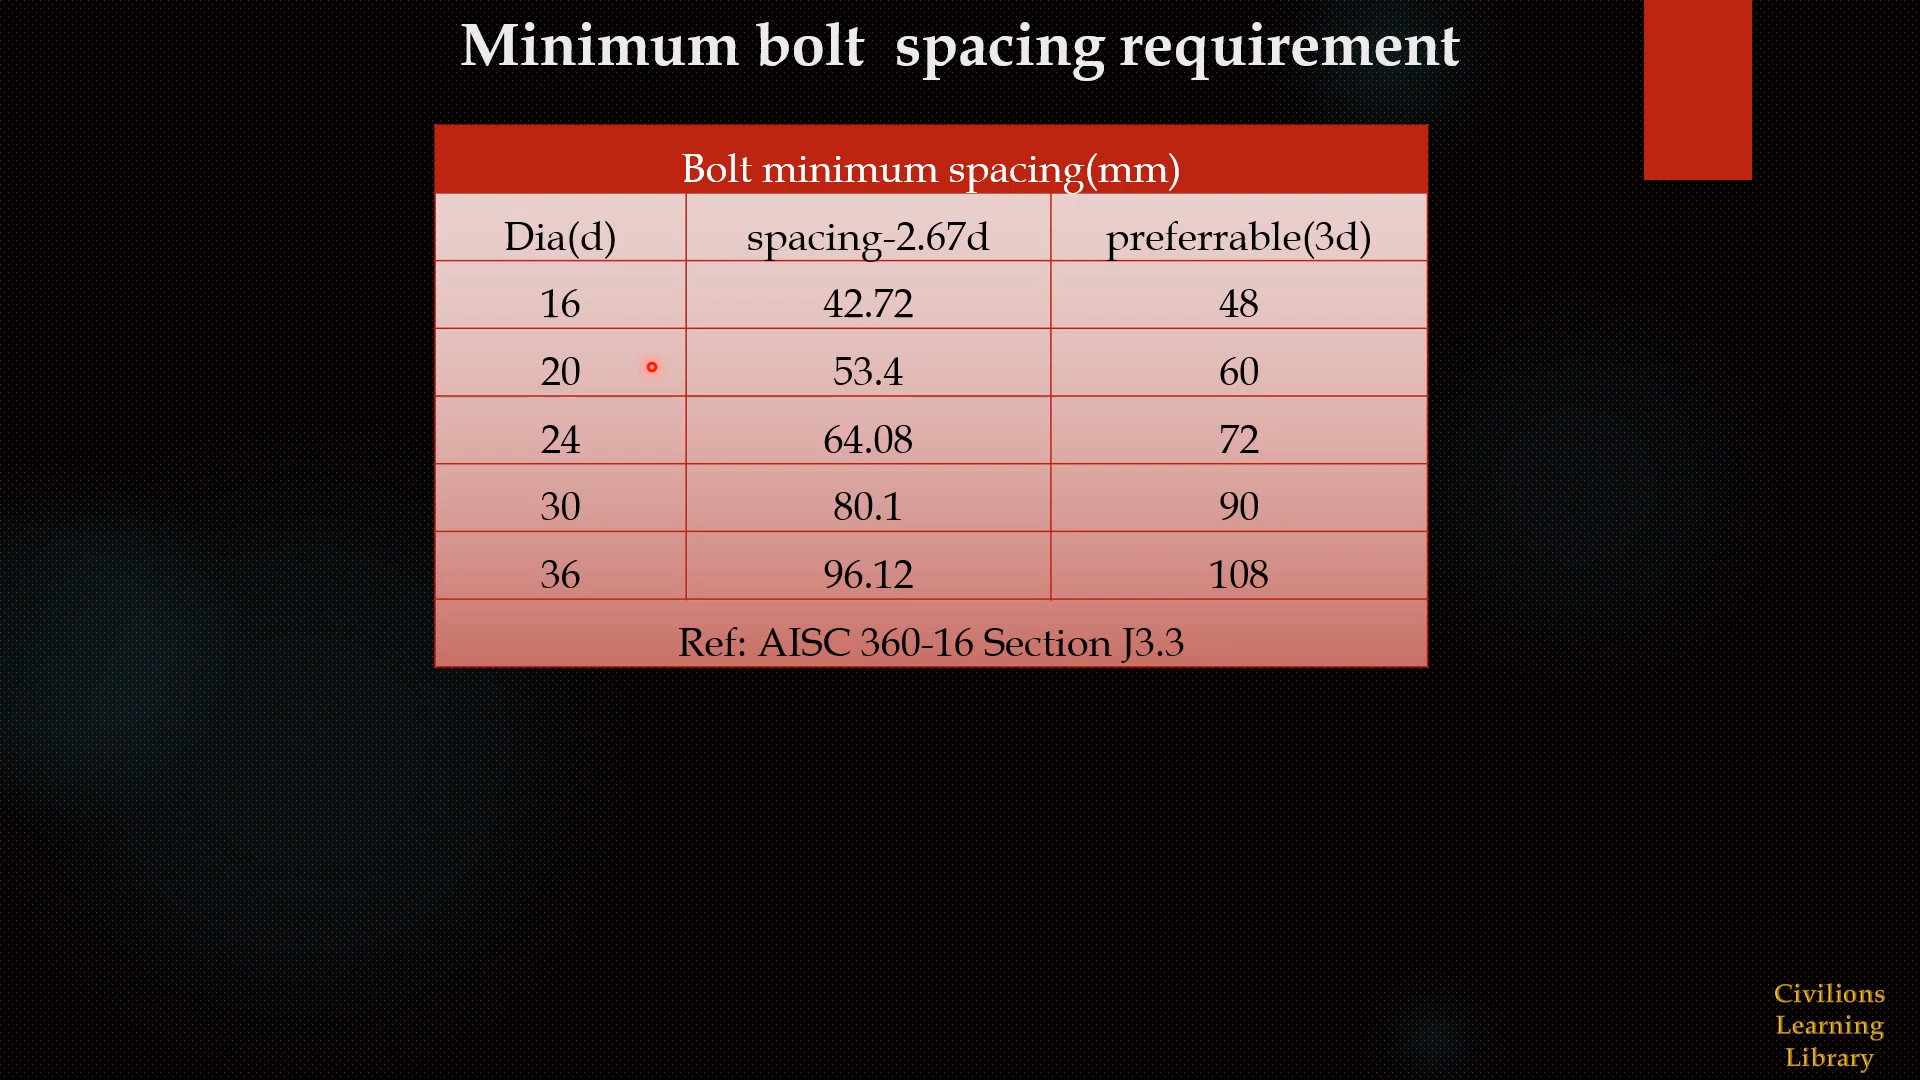 Minimum bolt spacing requirement
Bolt minimum spacing(mm)
Dia(d) spacing-2.67d preferrable(3d)
16 42.72 48
20 53.4 60
24 64.08 72
30 80.1 90
36 96.12 108
Ref: AISC 360-16 Section J3.3
Civilions
Learning
Library